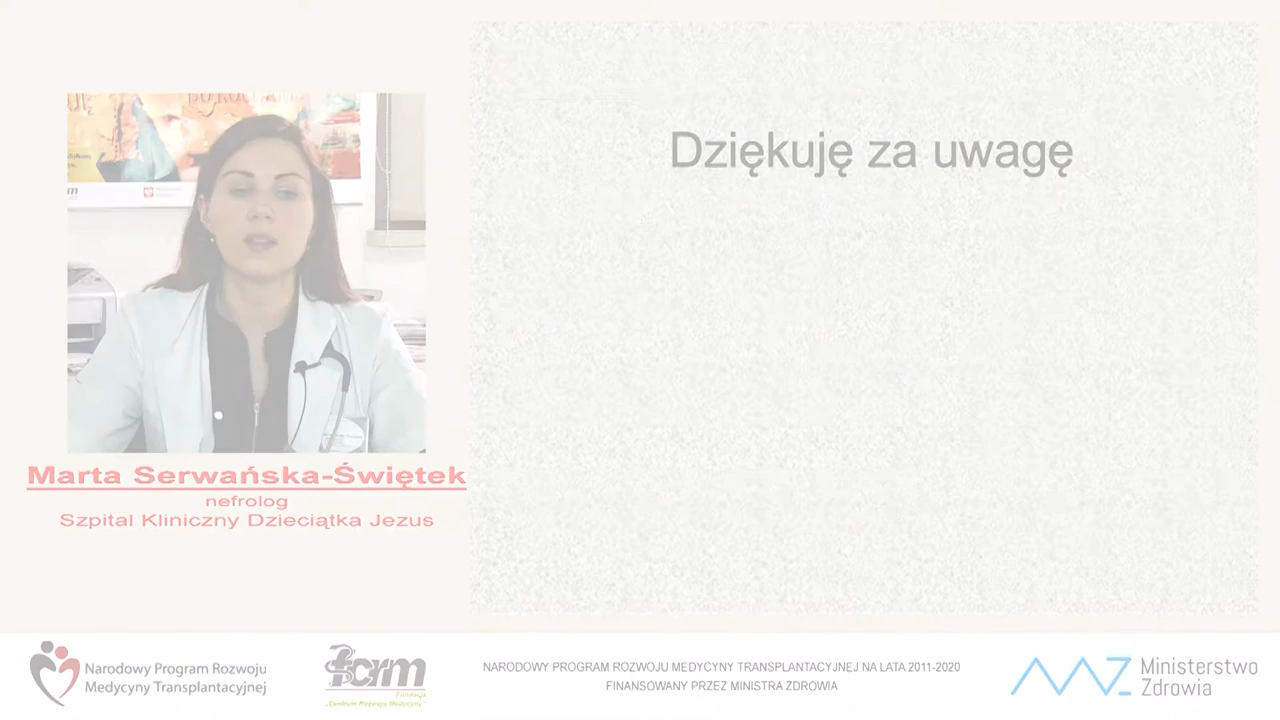 Dziękuję za uwagę
Marta Serwańska-Świętek
nefrolog
Szpital Kliniczny Dzieciątka Jezus
Narodowy Program Rozwoju
Medycyny Transplantacyjnej
fcrm
Fundacja
„Centrum Rozwoju Medycyny”
NARODOWY PROGRAM ROZWOJU MEDYCYNY TRANSPLANTACYJNEJ NA LATA 2011-2020
FINANSOWANY PRZEZ MINISTRA ZDROWIA
Ministerstwo
Zdrowia